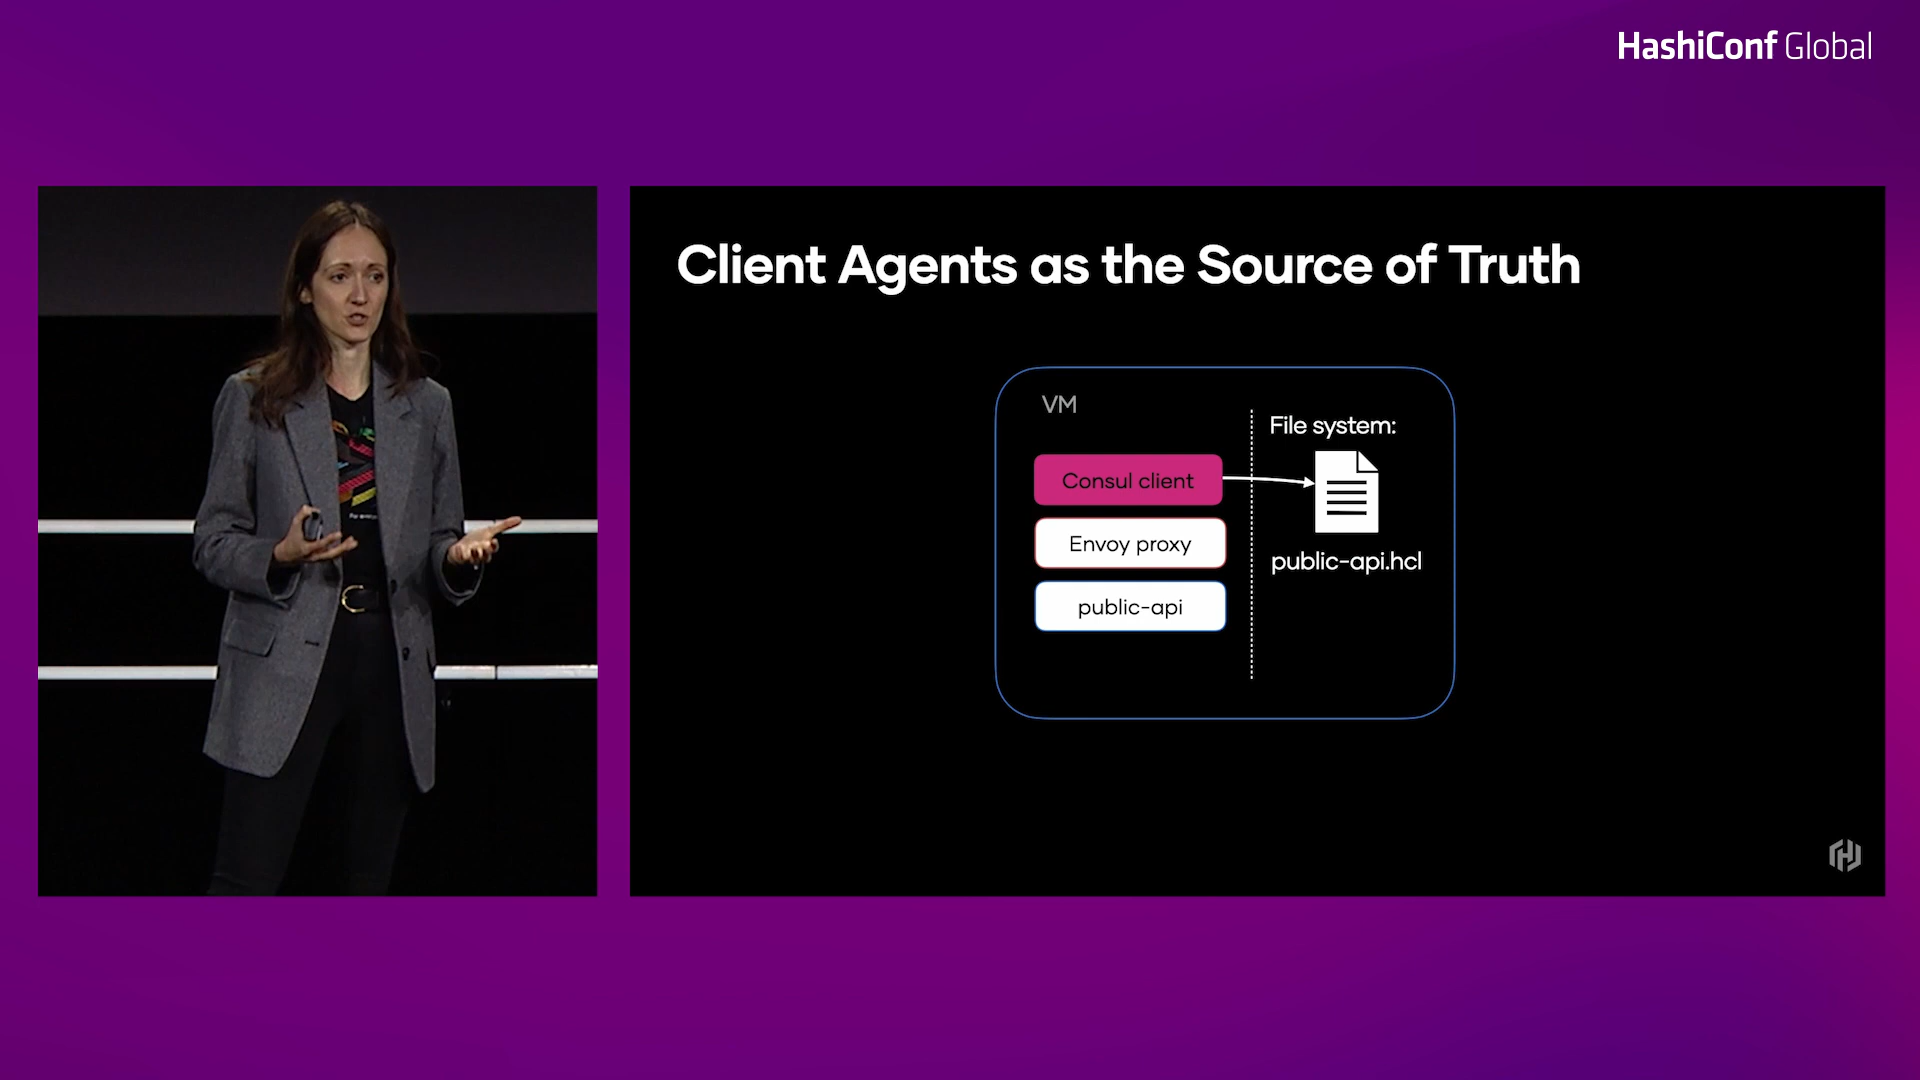 HashiConf Global
Client Agents as the Source of Truth
VM
File system:
Consul client
Envoy proxy
public-api.hcl
public-api